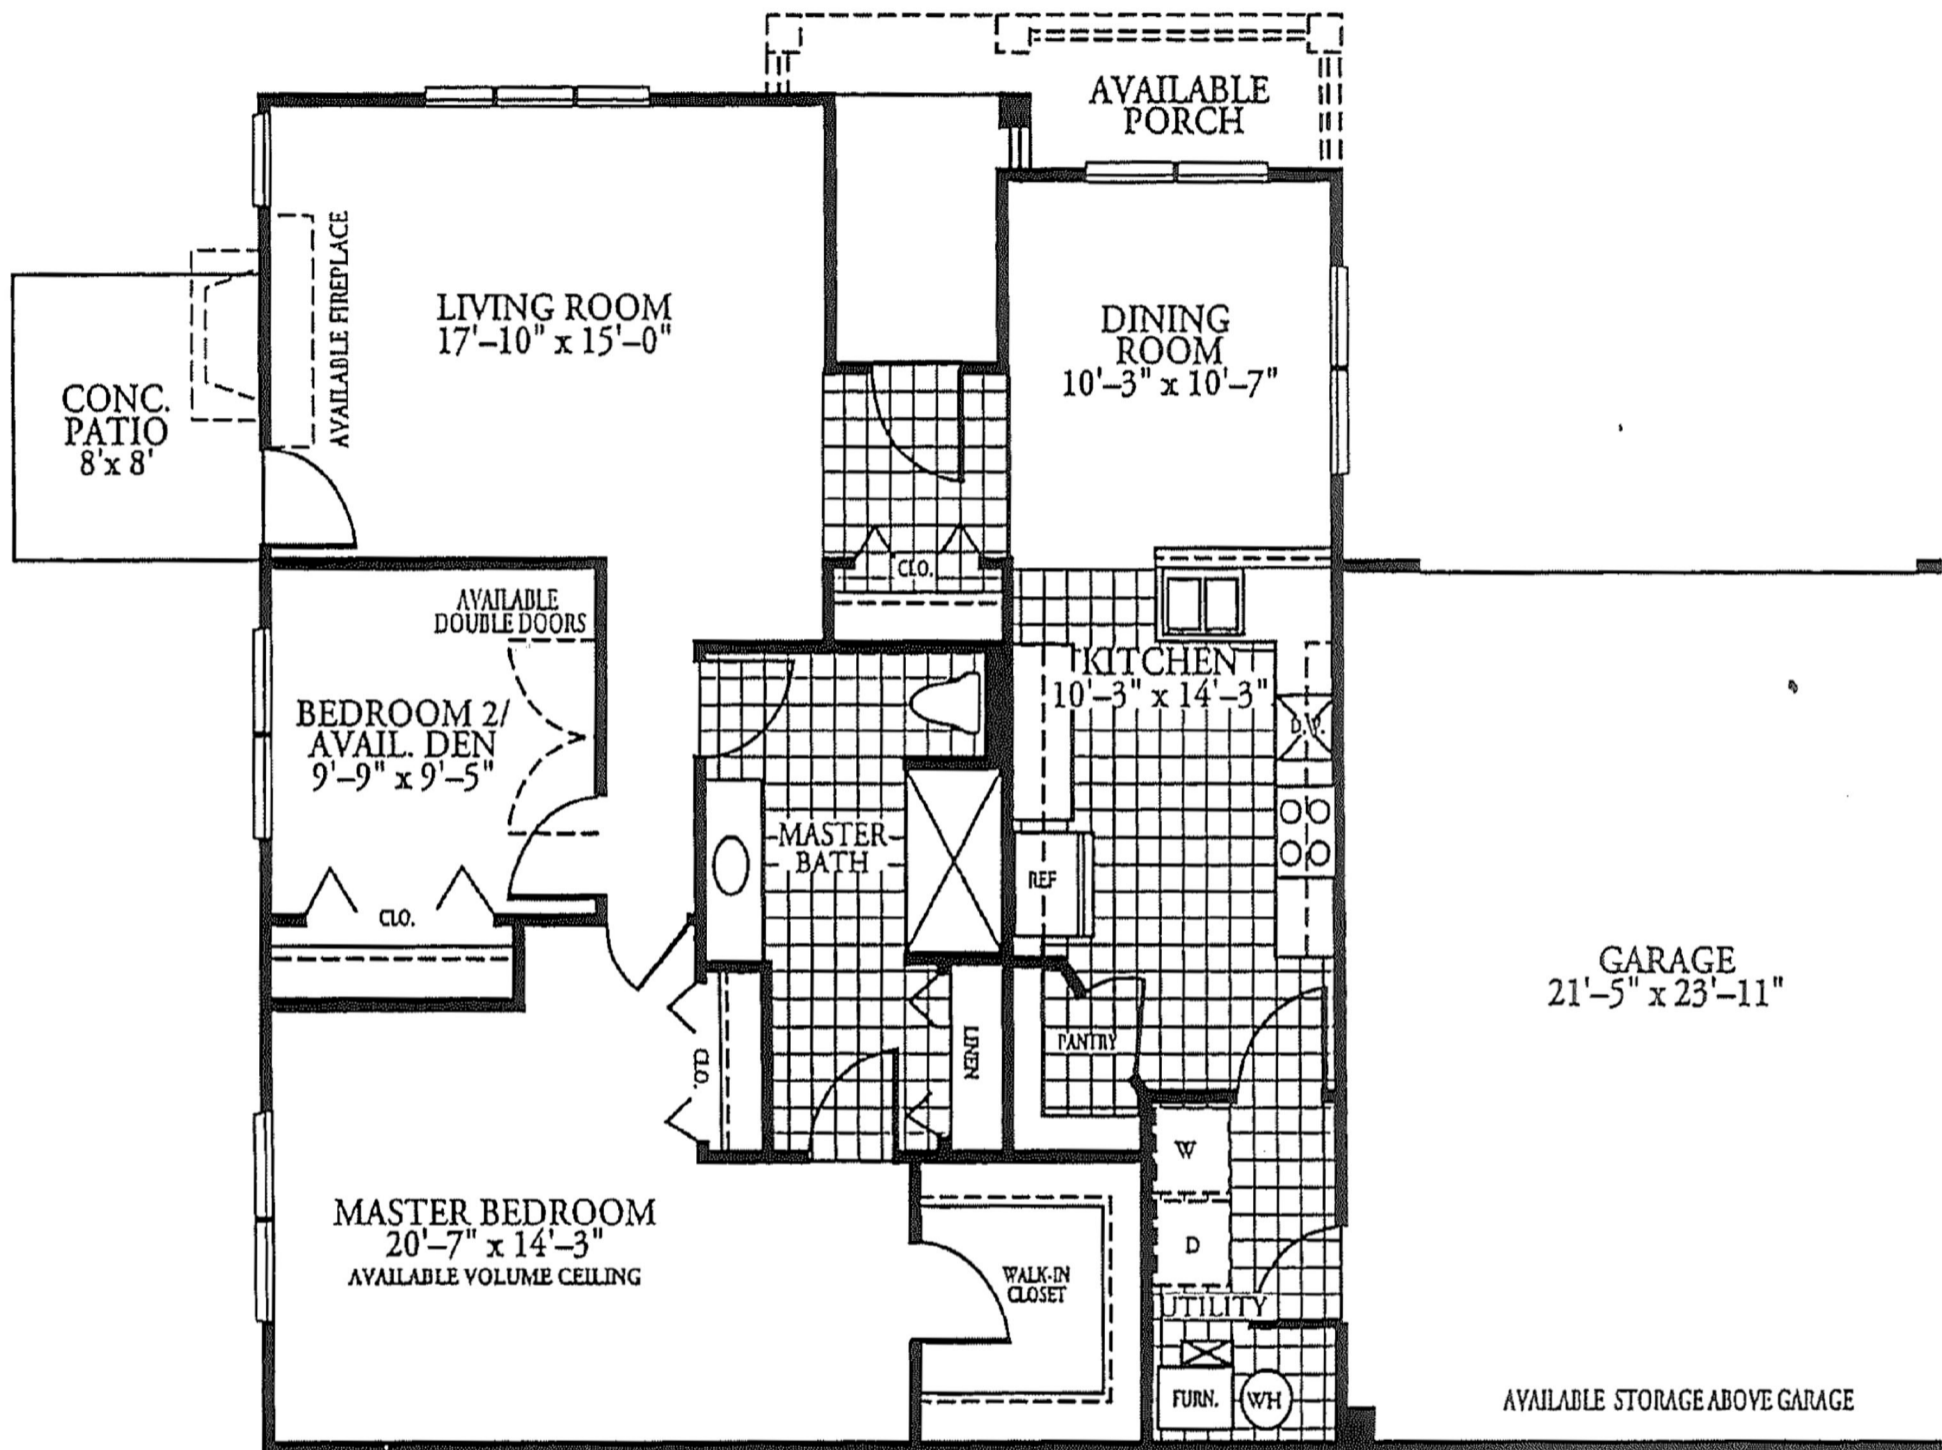 AVAILABLE
PORCH
AVAILABLE FIREPLACE
LIVING ROOM
17'–10" x 15'–0"
DINING
ROOM
10'–3" x 10'–7"
CONC.
PATIO
8'x 8'
CLO.
AVAILABLE
DOUBLE DOORS
KITCHEN
10'–3" x 14'–3"
BEDROOM 2/
AVAIL. DEN
9'–9" x 9'–5"
MASTER
BATH
REF
CLO.
GARAGE
21'–5" x 23'–11"
CLO.
LINEN
PANTRY
W
MASTER BEDROOM
20'–7" x 14'–3"
AVAILABLE VOLUME CEILING
D
WALK-IN
CLOSET
UTILITY
FURN.
WH
AVAILABLE STORAGE ABOVE GARAGE